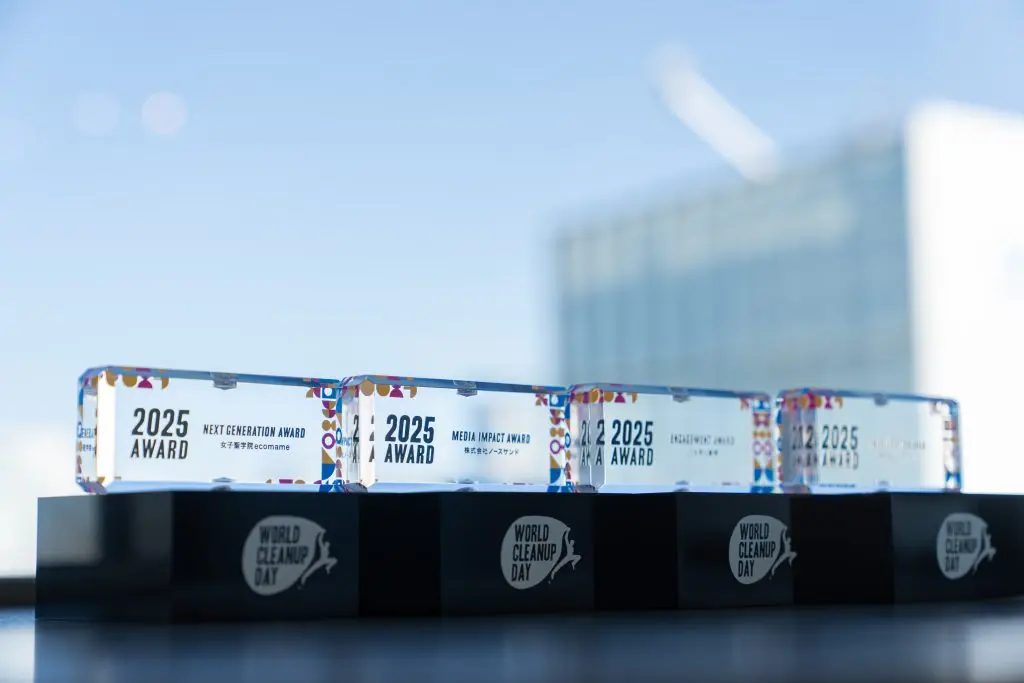 2025
AWARD
NEXT GENERATION AWARD
女子聖学院ecomame
2025
AWARD
MEDIA IMPACT AWARD
株式会社ノースサンド
2025
AWARD
ENGAGEMENT AWARD
2025
AWARD
WORLD
CLEANUP
DAY
WORLD
CLEANUP
DAY
WORLD
CLEANUP
DAY
WORLD
CLEANUP
DAY